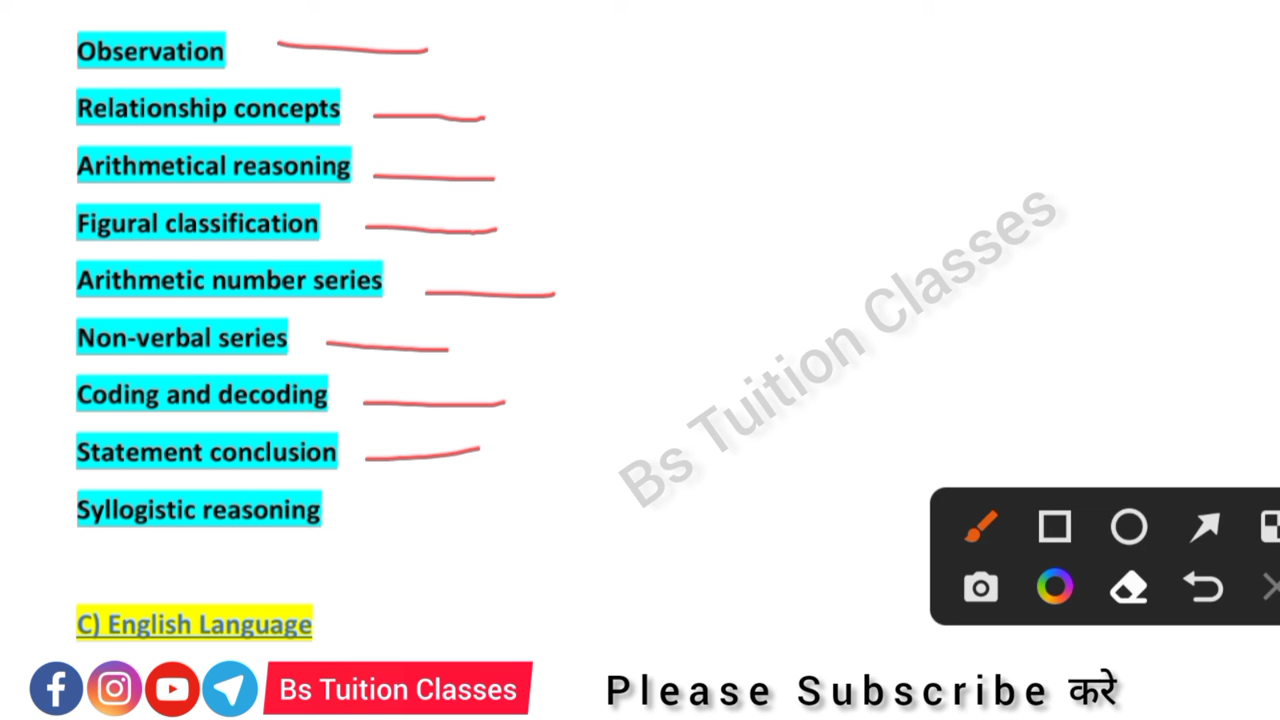 Observation
Relationship concepts
Arithmetical reasoning
Figural classification
Arithmetic number series
Non-verbal series
Coding and decoding
Statement conclusion
Syllogistic reasoning
Bs Tuition Classes
C) English Language
Bs Tuition Classes
Please Subscribe करे